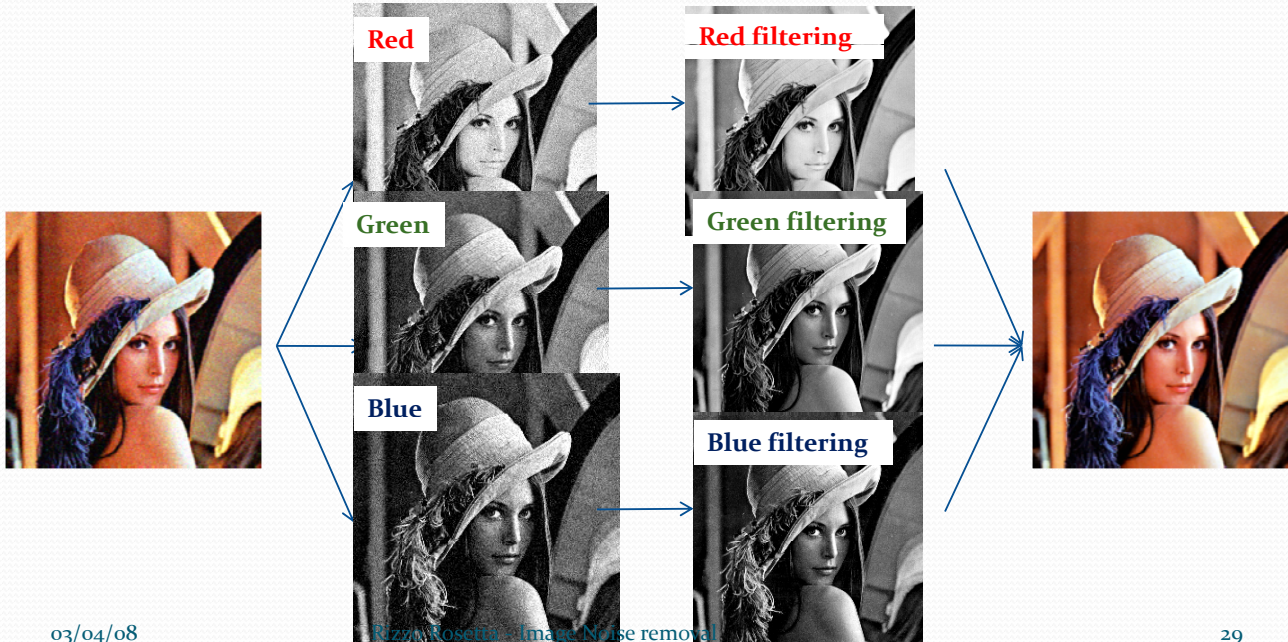 Red
Red filtering
Green
Green filtering
Blue
Blue filtering
03/04/08
Rizzo Rosetta - Image Noise removal
29